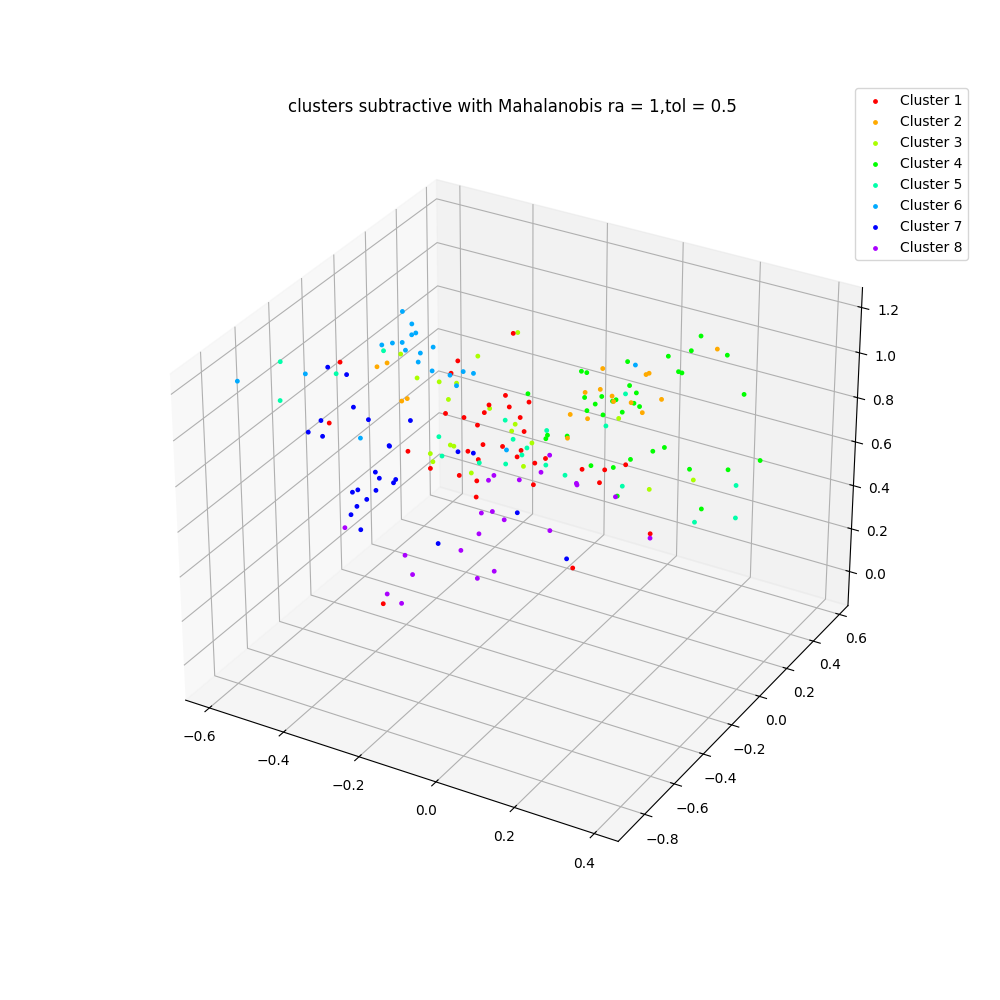 clusters subtractive with Mahalanobis ra = 1,tol = 0.5
Cluster 1
Cluster 2
Cluster 3
Cluster 4
Cluster 5
Cluster 6
Cluster 7
Cluster 8
1.2
1.0
0.8
0.6
0.4
0.2
0.0
0.6
0.4
0.2
0.0
−0.2
−0.4
−0.6
−0.8
−0.6
−0.4
−0.2
0.0
0.2
0.4